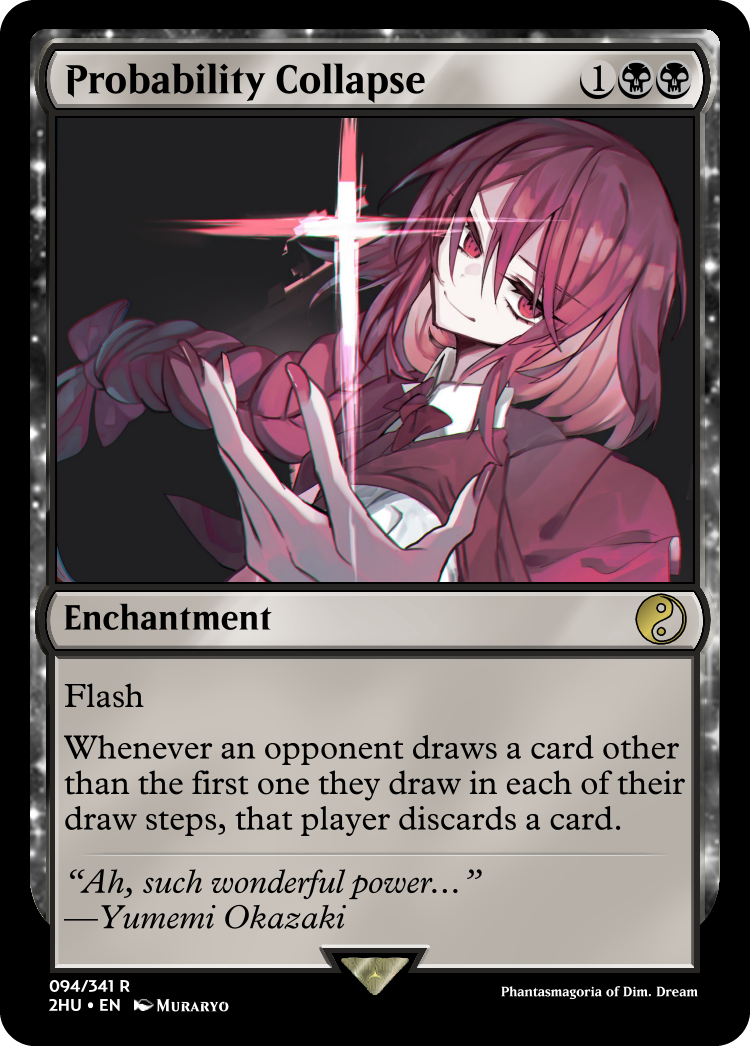 Probability Collapse 1
Enchantment
Flash
Whenever an opponent draws a card other
than the first one they draw in each of their
draw steps, that player discards a card.
“Ah, such wonderful power…”
—Yumemi Okazaki
094/341 R
2HU • EN Muraryo
Phantasmagoria of Dim. Dream